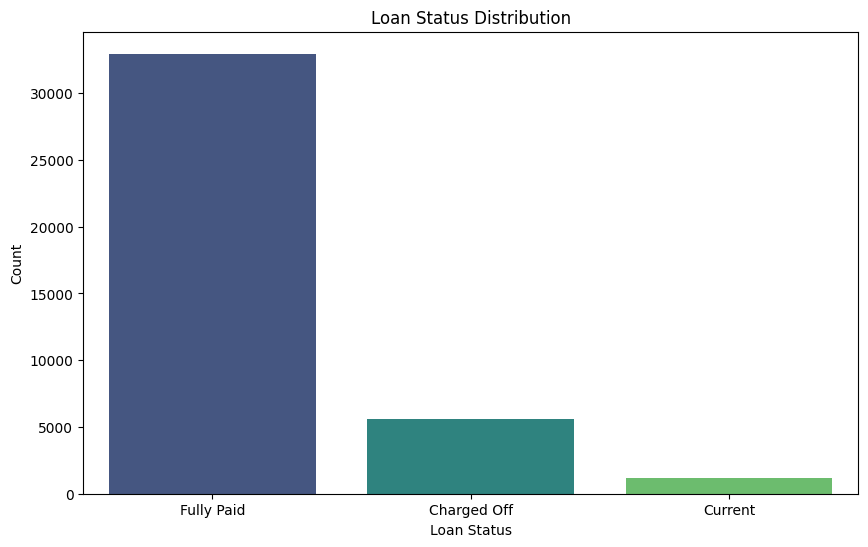 Loan Status Distribution
30000
25000
20000
15000
10000
5000
0
Count
Fully Paid
Charged Off
Current
Loan Status